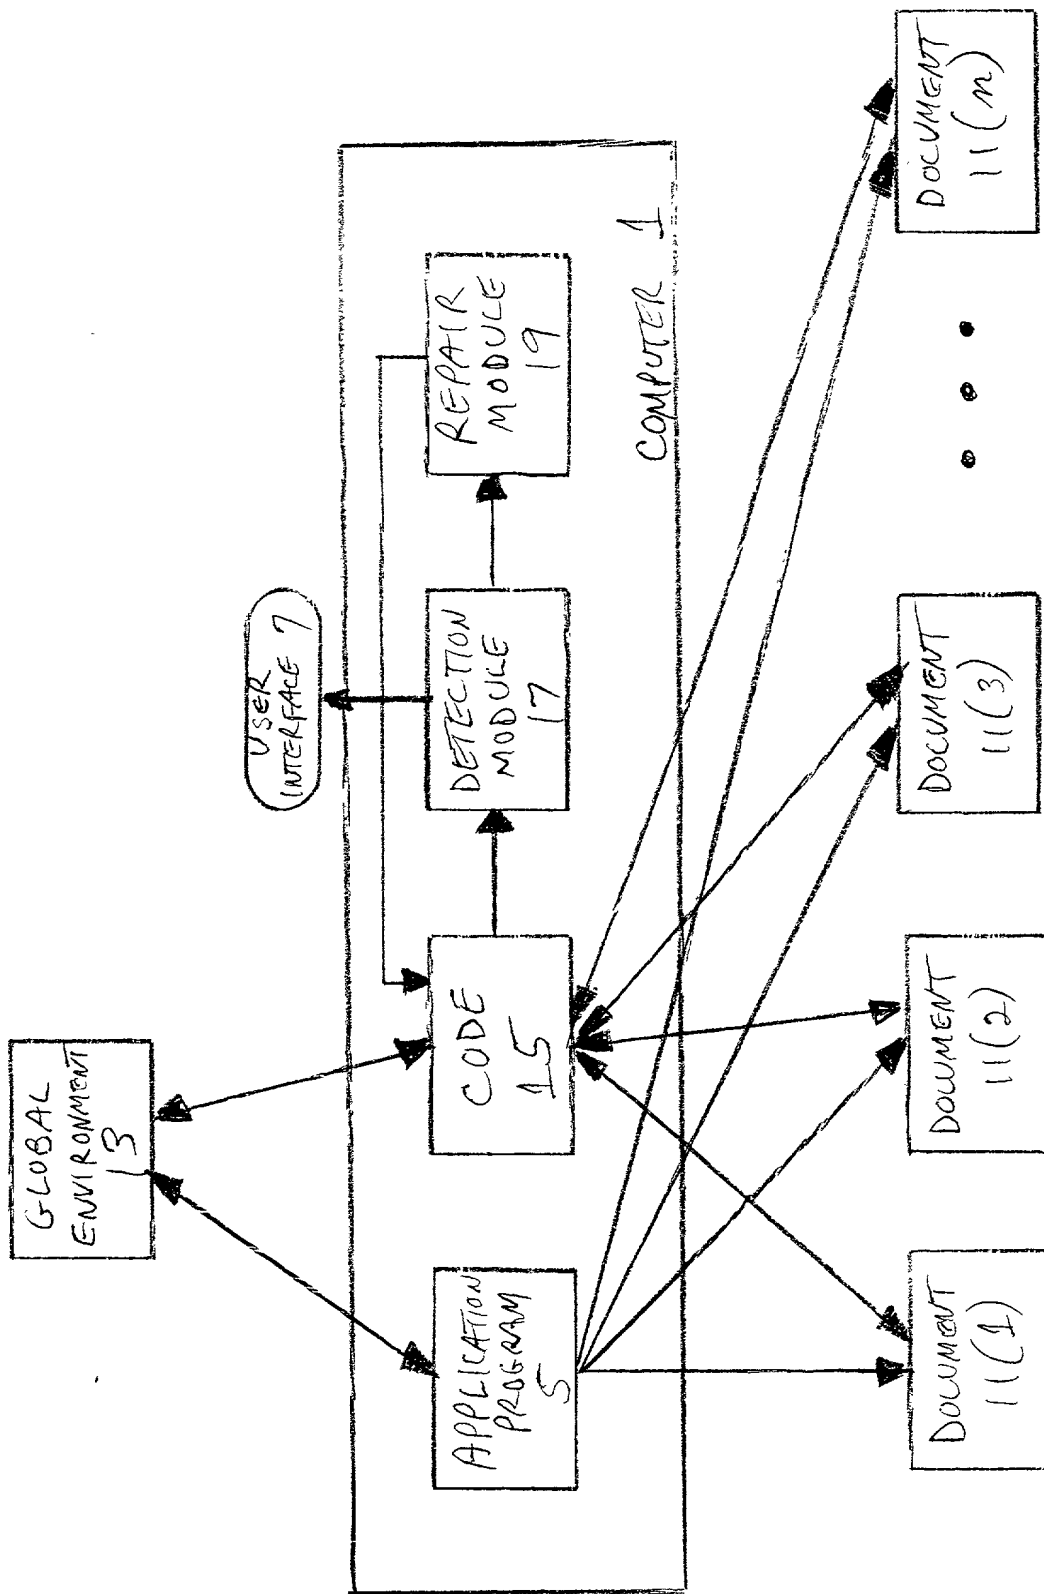 GLOBAL
ENVIRONMENT
13
USER
INTERFACE 7
APPLICATION
PROGRAM
5
CODE
15
DETECTION
MODULE
17
REPAIR
MODULE
19
COMPUTER 1
DOCUMENT
11(1)
DOCUMENT
11(2)
DOCUMENT
11(3)
DOCUMENT
11(n)